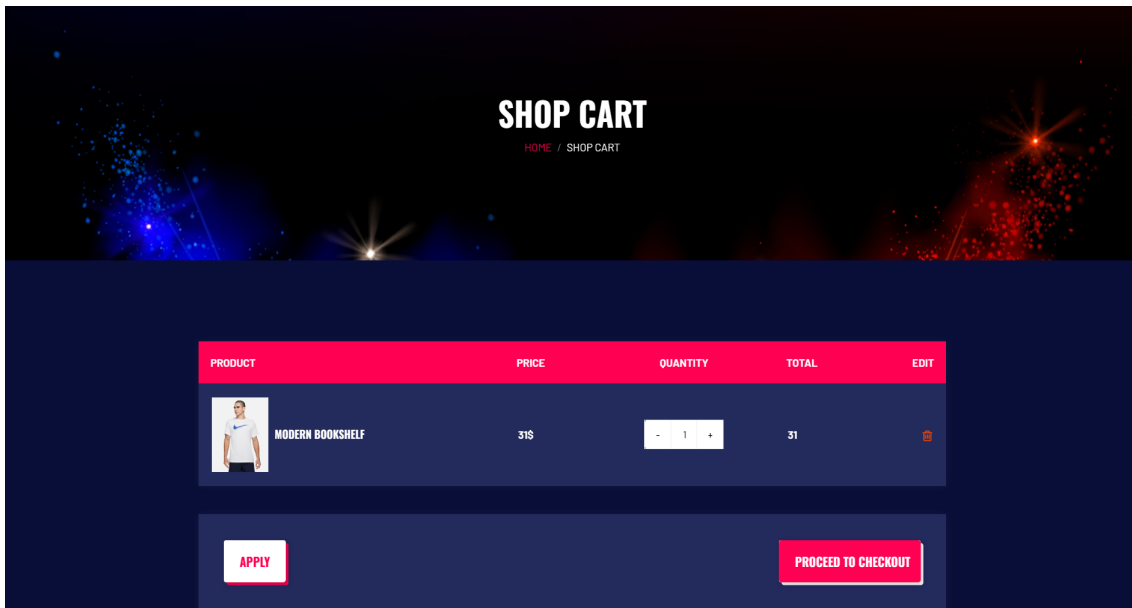 SHOP CART
HOME / SHOP CART
PRODUCT PRICE QUANTITY TOTAL EDIT
MODERN BOOKSHELF 31$ - 1 + 31
APPLY PROCEED TO CHECKOUT